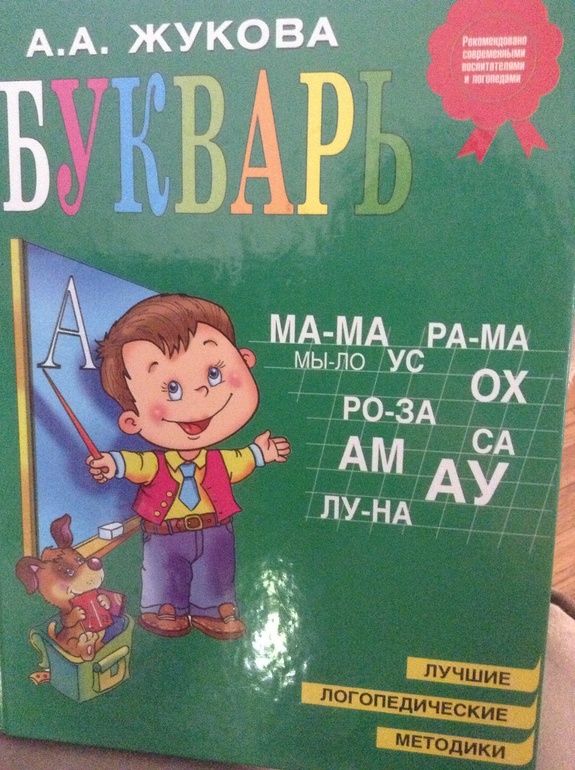 А.А. ЖУКОВА
Рекомендовано
современными
воспитателями
и логопедами
БУКВАРЬ
А
МА-МА РА-МА
МЫ-ЛО УС
ОХ
РО-ЗА
СА
АМ АУ
ЛУ-НА
ЛУЧШИЕ
ЛОГОПЕДИЧЕСКИЕ
МЕТОДИКИ